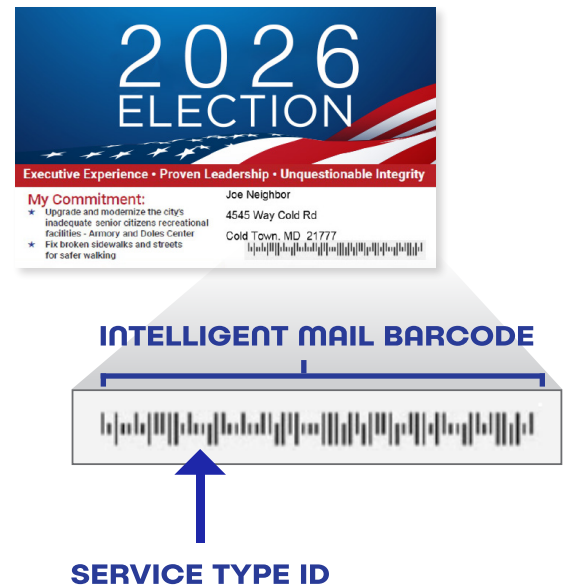 2026
ELECTION
Executive Experience • Proven Leadership • Unquestionable Integrity
My Commitment:
★ Upgrade and modernize the city's
inadequate senior citizens recreational
facilities - Armory and Doles Center
★ Fix broken sidewalks and streets
for safer walking
Joe Neighbor
4545 Way Cold Rd
Cold Town, MD 21777
INTELLIGENT MAIL BARCODE
SERVICE TYPE ID